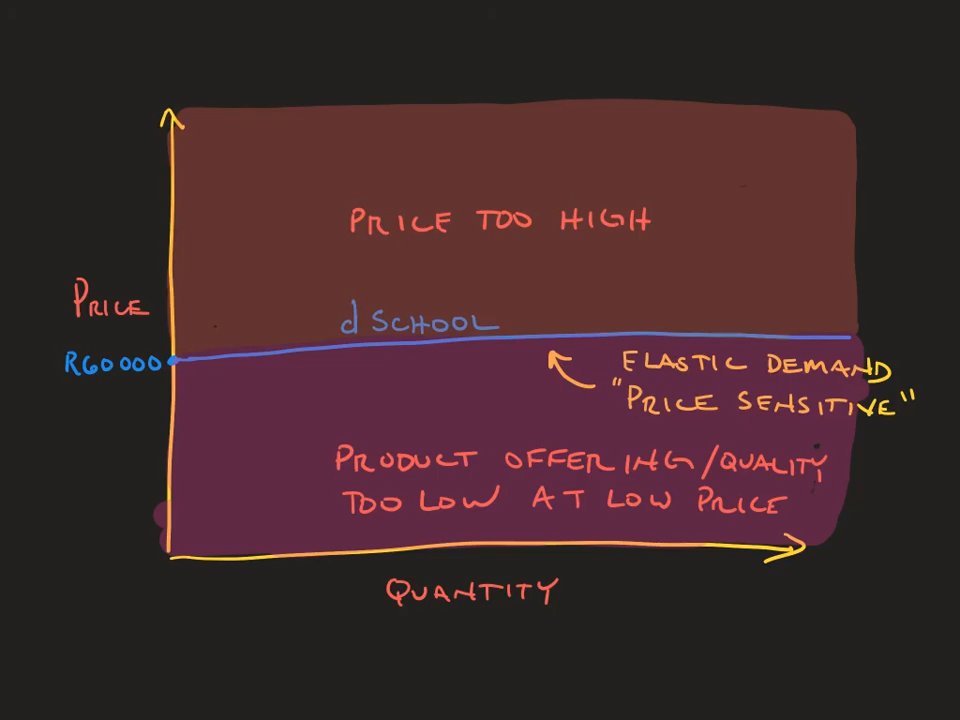 PRICE TOO HIGH
PRICE
d SCHOOL
R60000
ELASTIC DEMAND
"PRICE SENSITIVE"
PRODUCT OFFERING/QUALITY
TOO LOW AT LOW PRICE
QUANTITY